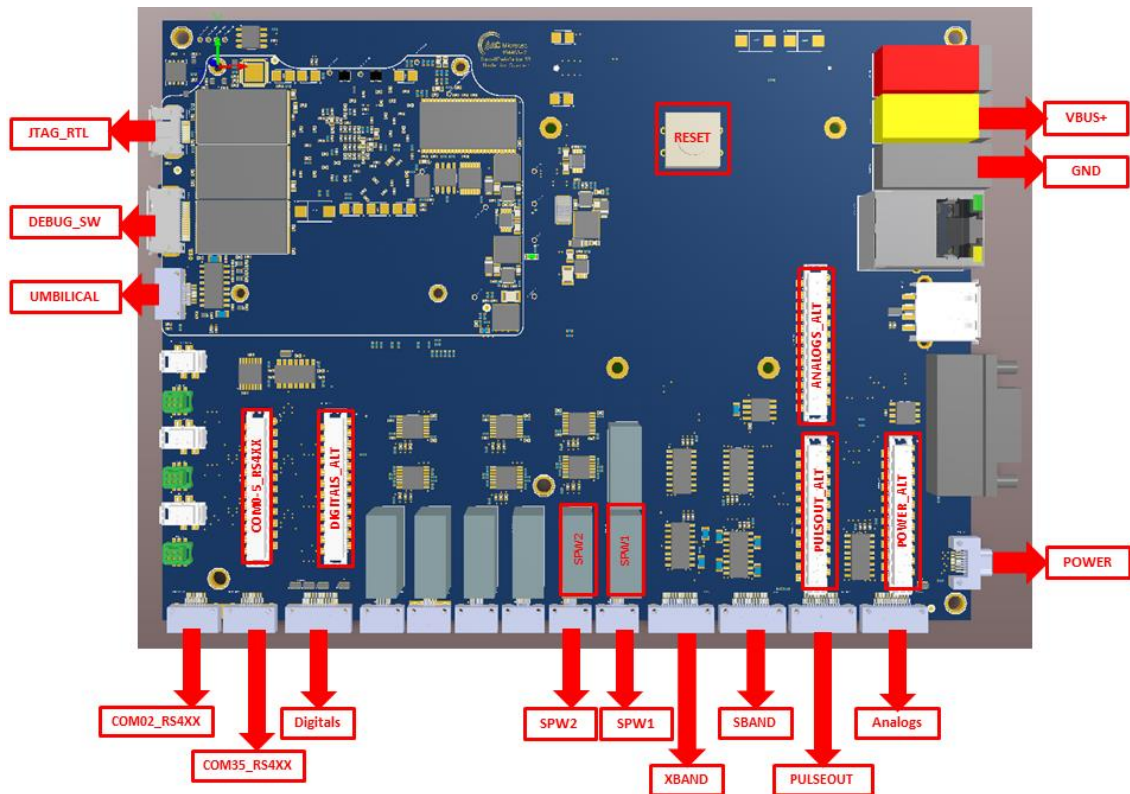 RESET
VBUS+
JTAG_RTL
GND
DEBUG_SW
UMBILICAL
ANALOGS_ALT
COM0-5_RS4XX
DIGITALS_ALT
PULSOUT_ALT
POWER_ALT
SPW2
SPW1
POWER
COM02_RS4XX
Digitals
SPW2
SPW1
SBAND
Analogs
COM35_RS4XX
XBAND
PULSEOUT